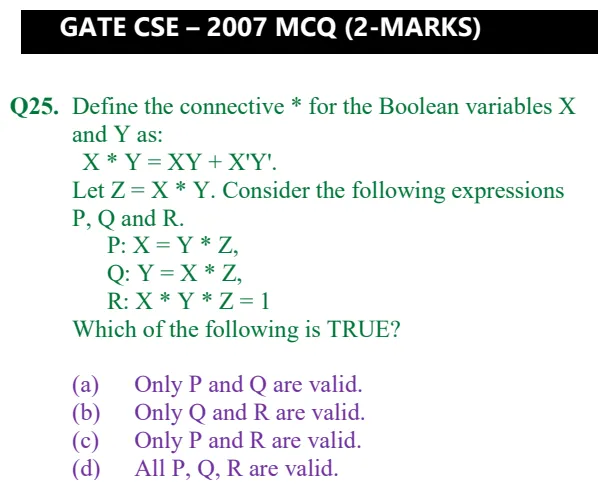 GATE CSE – 2007 MCQ (2-MARKS)
Q25. Define the connective * for the Boolean variables X
and Y as:
X * Y = XY + X'Y'.
Let Z = X * Y. Consider the following expressions
P, Q and R.
P: X = Y * Z,
Q: Y = X * Z,
R: X * Y * Z = 1
Which of the following is TRUE?
(a) Only P and Q are valid.
(b) Only Q and R are valid.
(c) Only P and R are valid.
(d) All P, Q, R are valid.